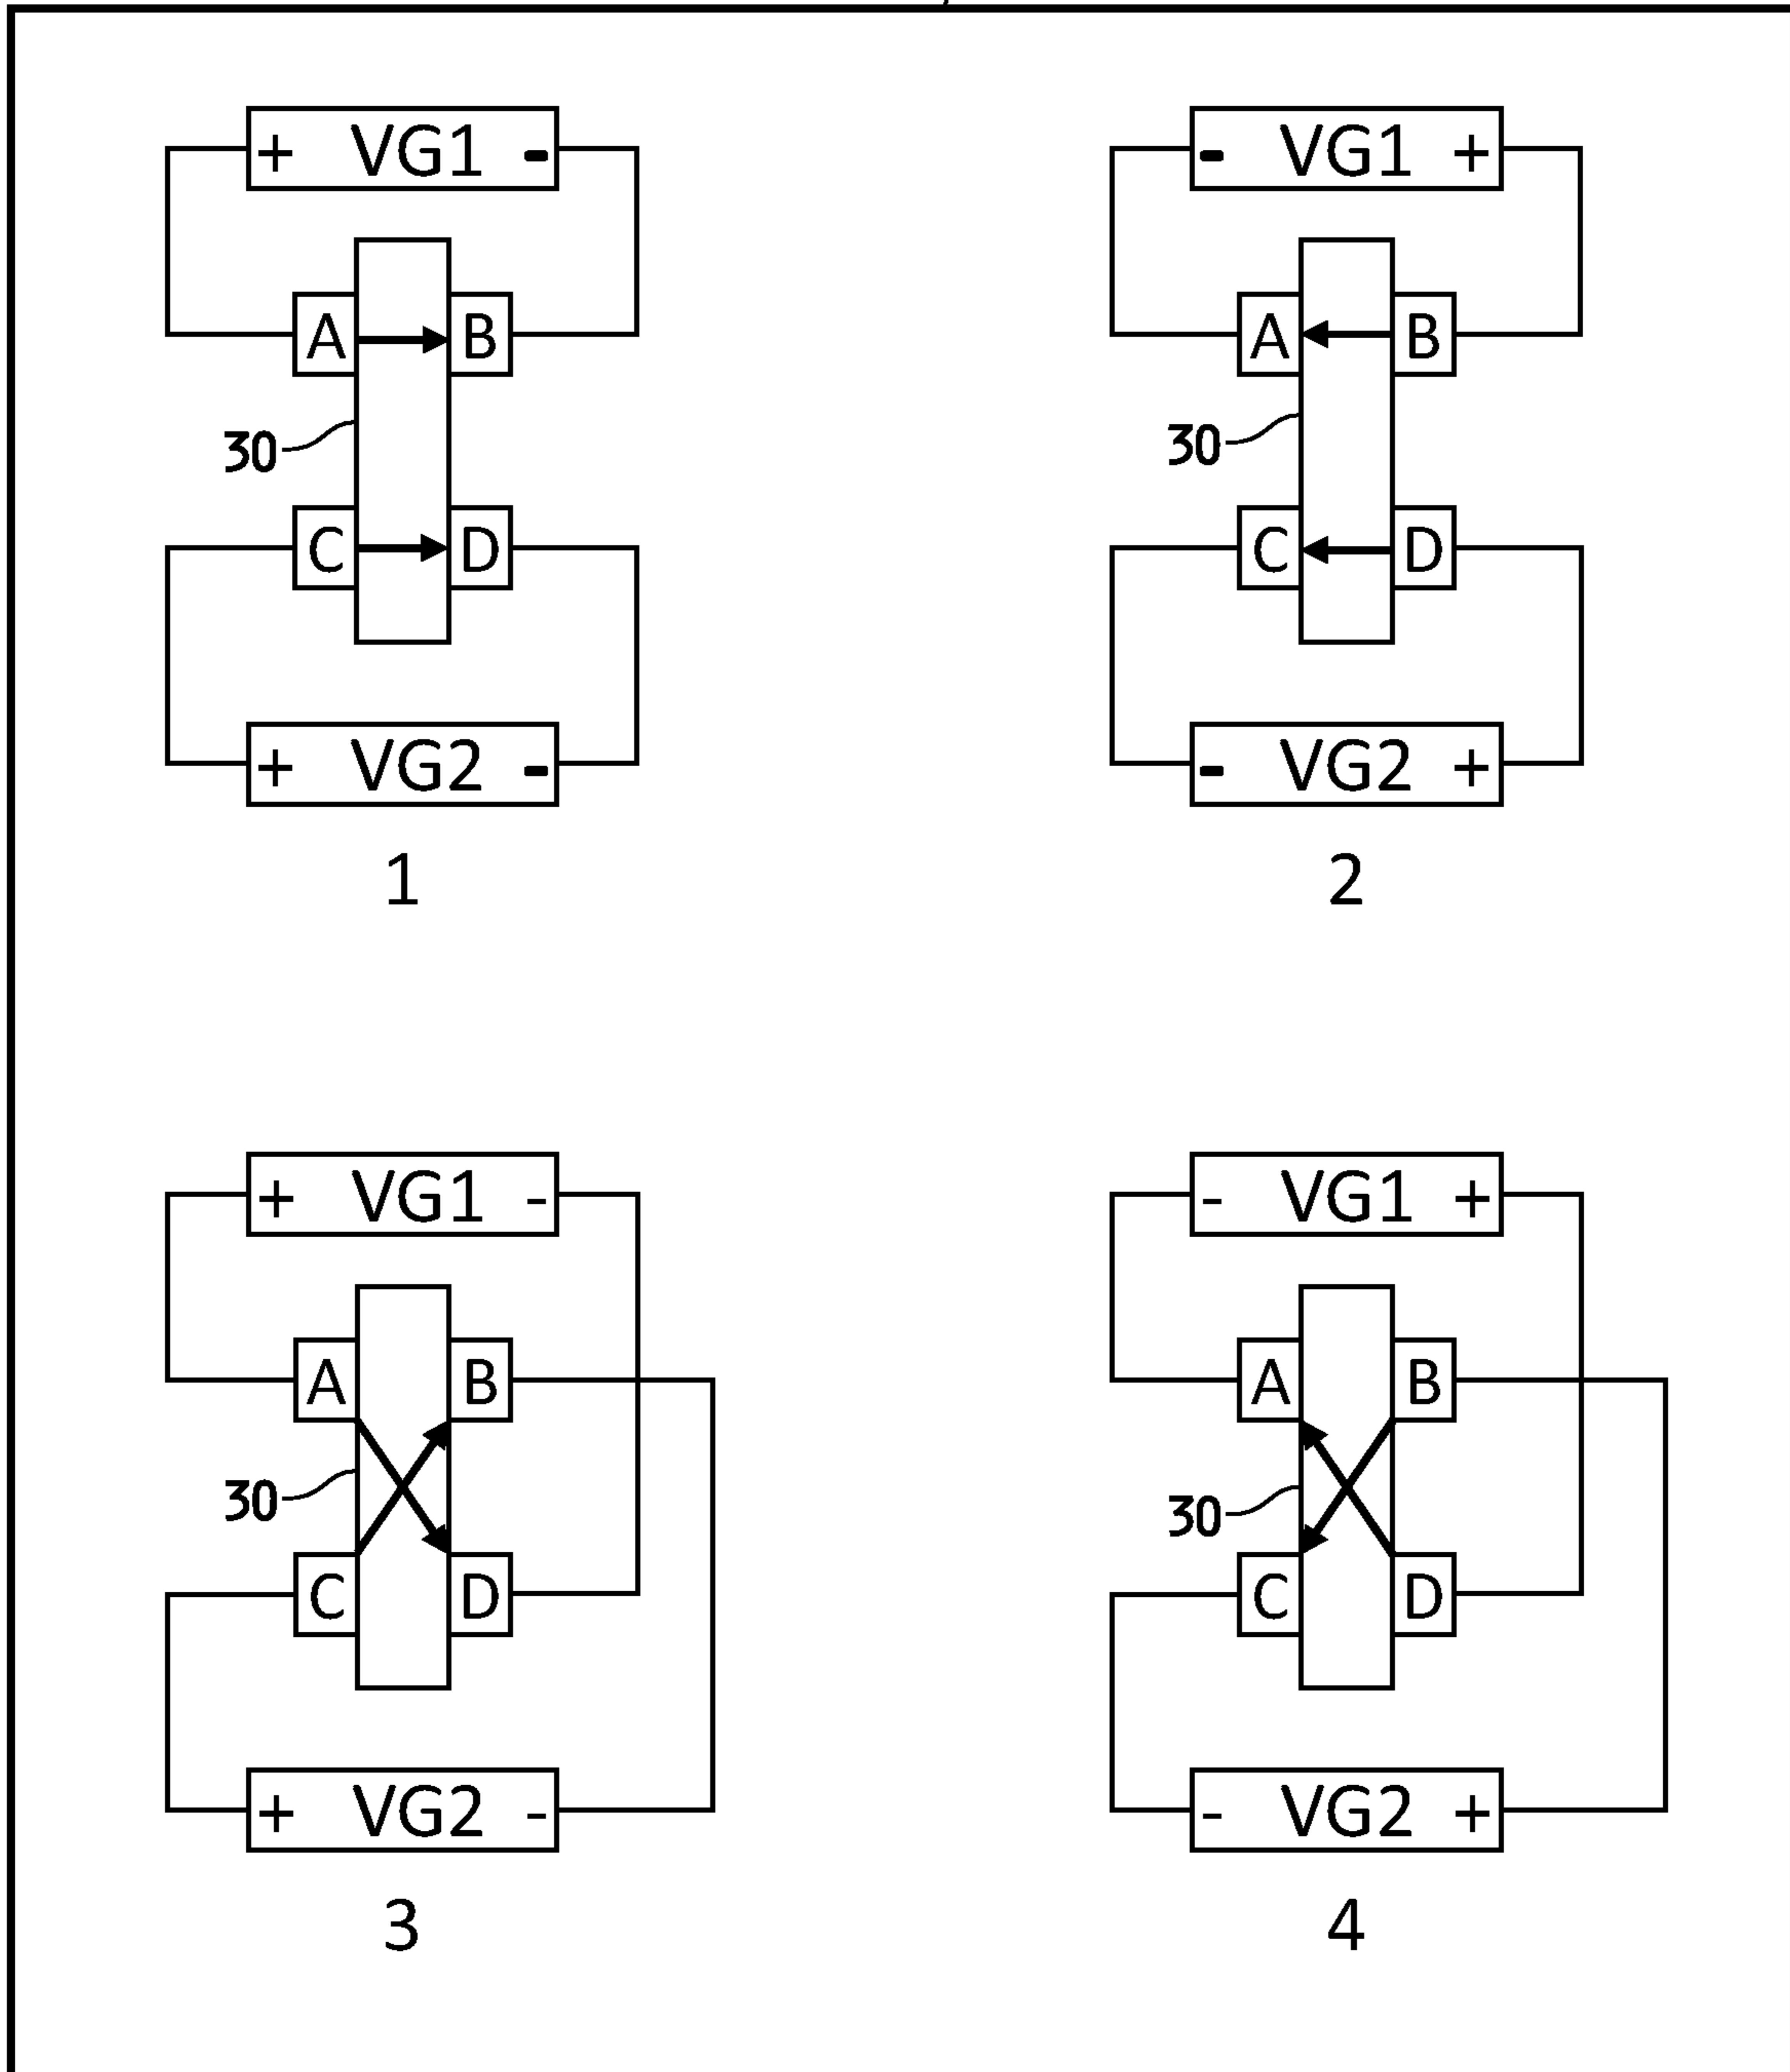 + VG1 -
- VG1 +
A B
A B
30
30
C D
C D
+ VG2 -
- VG2 +
1
2
+ VG1 -
- VG1 +
A B
A B
30
30
C D
C D
+ VG2 -
- VG2 +
3
4